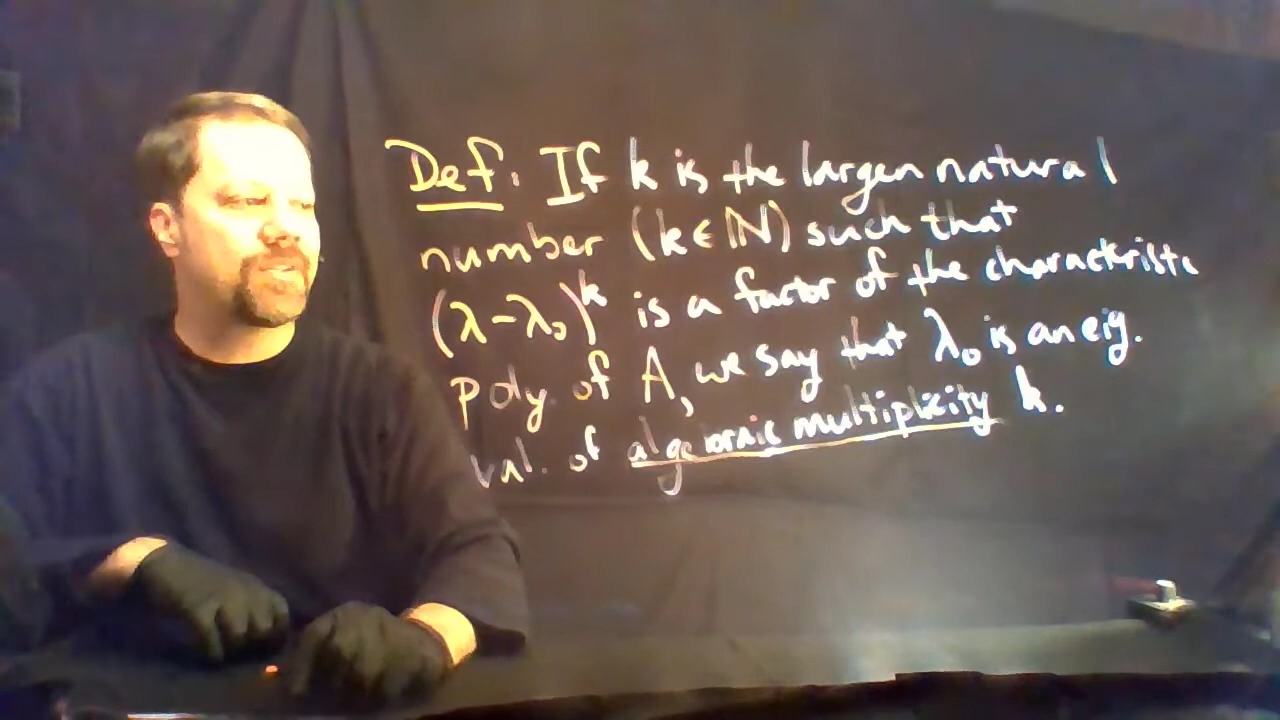 Def: If k is the largen natural
number (k ∈ ℕ) such that
(λ-λ₀)ᵏ is a factor of the characteristic
poly. of A, we say that λ₀ is an eig.
val. of algebraic multiplicity k.